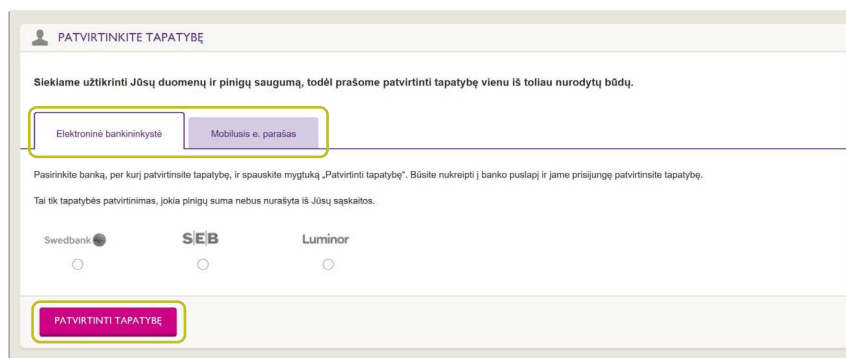 PATVIRTINKITE TAPATYBĘ
Siekiame užtikrinti Jūsų duomenų ir pinigų saugumą, todėl prašome patvirtinti tapatybę vienu iš toliau nurodytų būdų.
Elektroninė bankininkystė Mobilusis e. parašas
Pasirinkite banką, per kurį patvirtinsite tapatybę, ir spauskite mygtuką „Patvirtinti tapatybę“. Būsite nukreipti į banko puslapį ir jame prisijungę patvirtinsite tapatybę.
Tai tik tapatybės patvirtinimas, jokia pinigų suma nebus nurašyta iš Jūsų sąskaitos.
Swedbank S|E|B Luminor
PATVIRTINTI TAPATYBĘ